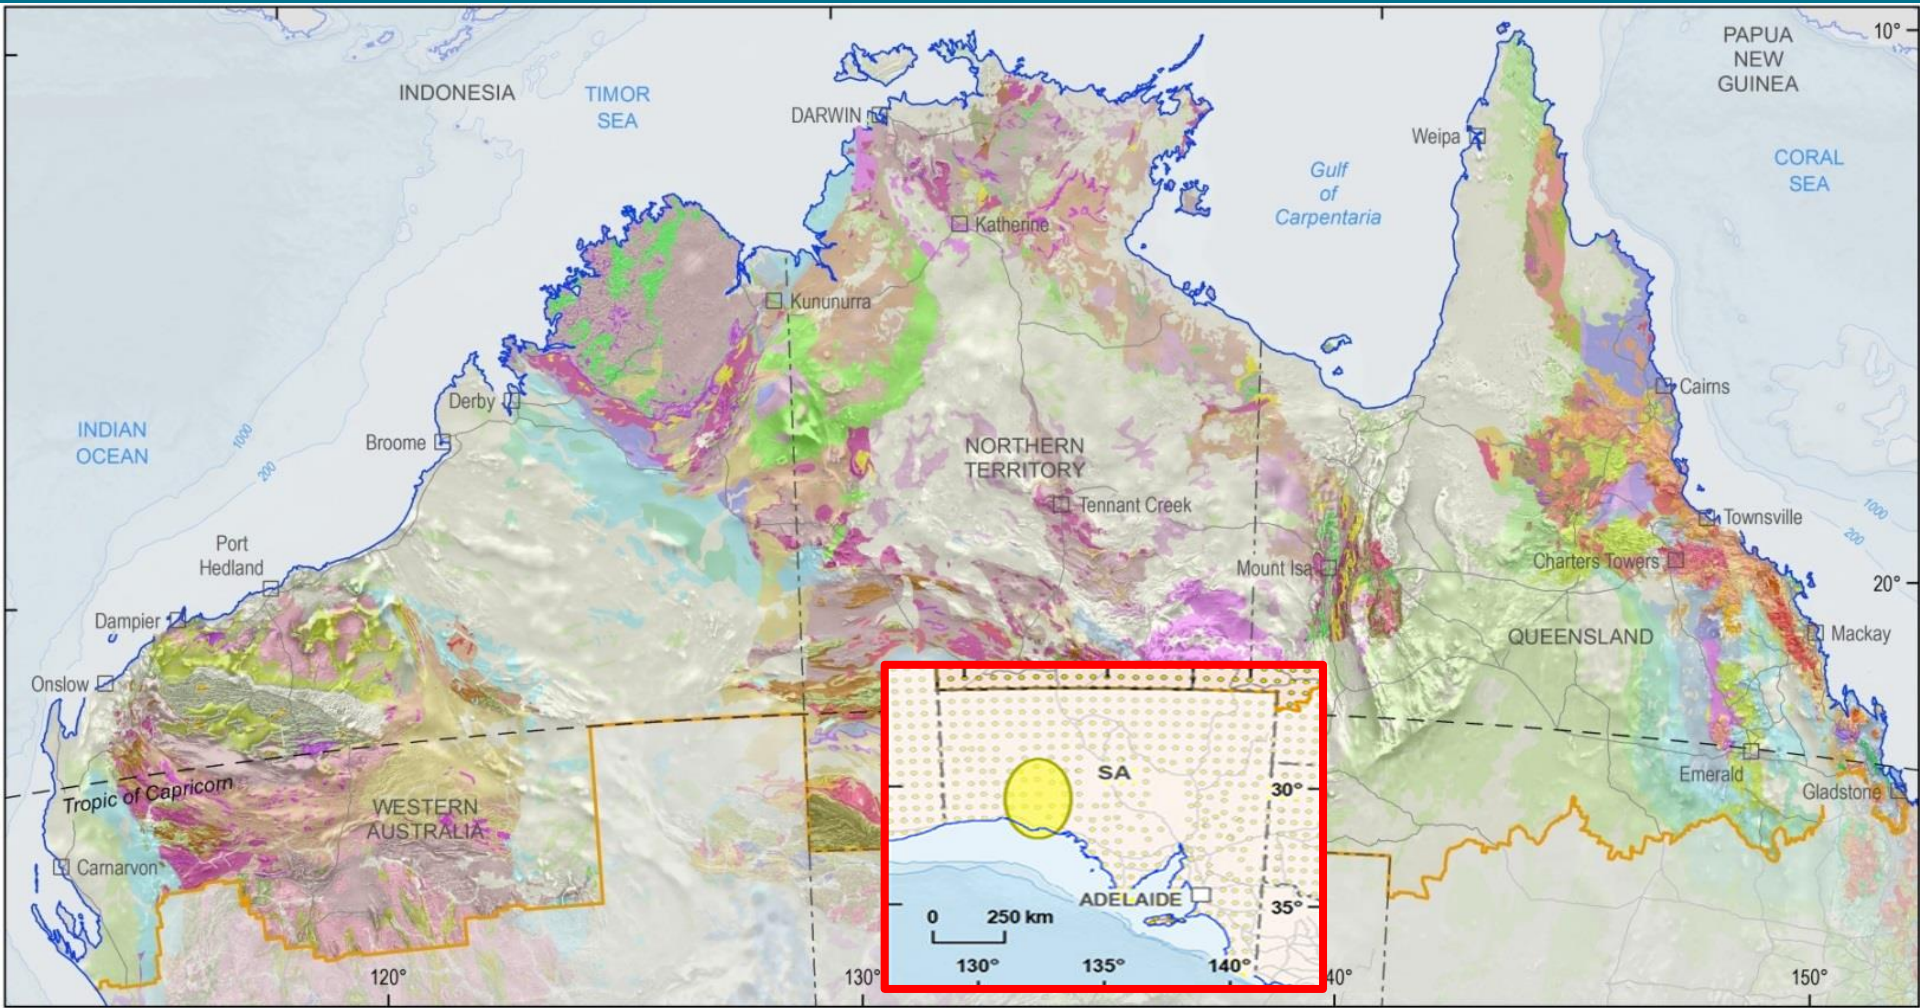 10°
PAPUA
NEW
GUINEA
INDONESIA
TIMOR
SEA
DARWIN
Weipa
CORAL
SEA
Gulf
of
Carpentaria
Katherine
Kununurra
Cairns
Derby
INDIAN
OCEAN
1000
200
Broome
NORTHERN
TERRITORY
Tennant Creek
1000
200
Townsville
Port
Hedland
Charters Towers
Mount Isa
20°
Dampier
QUEENSLAND
Mackay
Onslow
Tropic of Capricorn
WESTERN
AUSTRALIA
Emerald
Gladstone
Carnarvon
SA
30°
ADELAIDE
35°
0 250 km
130° 135° 140°
120°
130°
40°
150°